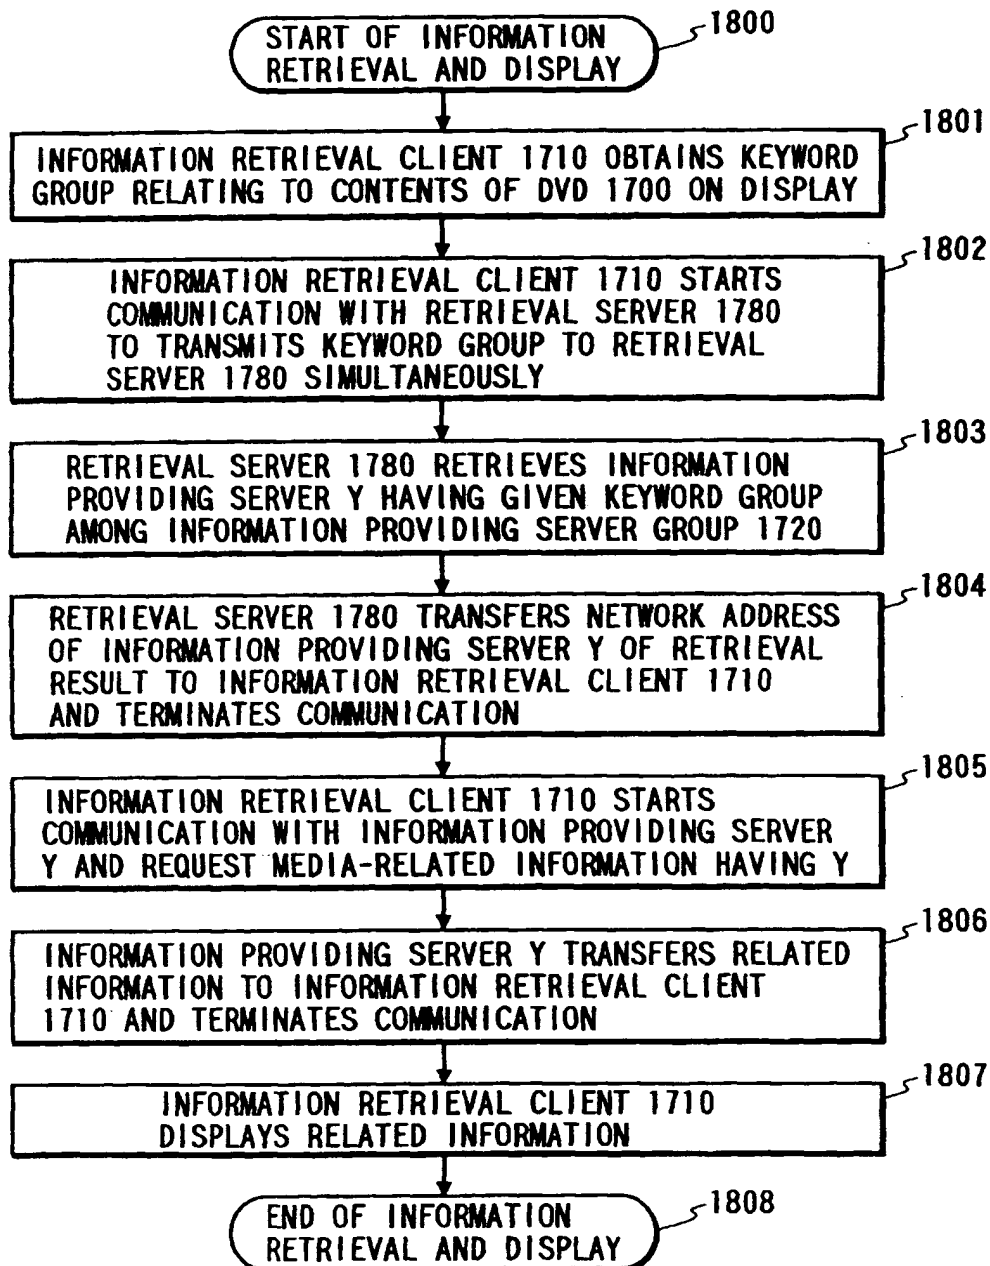 START OF INFORMATION
RETRIEVAL AND DISPLAY
1800
1801
INFORMATION RETRIEVAL CLIENT 1710 OBTAINS KEYWORD
GROUP RELATING TO CONTENTS OF DVD 1700 ON DISPLAY
1802
INFORMATION RETRIEVAL CLIENT 1710 STARTS
COMMUNICATION WITH RETRIEVAL SERVER 1780
TO TRANSMITS KEYWORD GROUP TO RETRIEVAL
SERVER 1780 SIMULTANEOUSLY
1803
RETRIEVAL SERVER 1780 RETRIEVES INFORMATION
PROVIDING SERVER Y HAVING GIVEN KEYWORD GROUP
AMONG INFORMATION PROVIDING SERVER GROUP 1720
1804
RETRIEVAL SERVER 1780 TRANSFERS NETWORK ADDRESS
OF INFORMATION PROVIDING SERVER Y OF RETRIEVAL
RESULT TO INFORMATION RETRIEVAL CLIENT 1710
AND TERMINATES COMMUNICATION
1805
INFORMATION RETRIEVAL CLIENT 1710 STARTS
COMMUNICATION WITH INFORMATION PROVIDING SERVER
Y AND REQUEST MEDIA-RELATED INFORMATION HAVING Y
1806
INFORMATION PROVIDING SERVER Y TRANSFERS RELATED
INFORMATION TO INFORMATION RETRIEVAL CLIENT
1710 AND TERMINATES COMMUNICATION
1807
INFORMATION RETRIEVAL CLIENT 1710
DISPLAYS RELATED INFORMATION
1808
END OF INFORMATION
RETRIEVAL AND DISPLAY